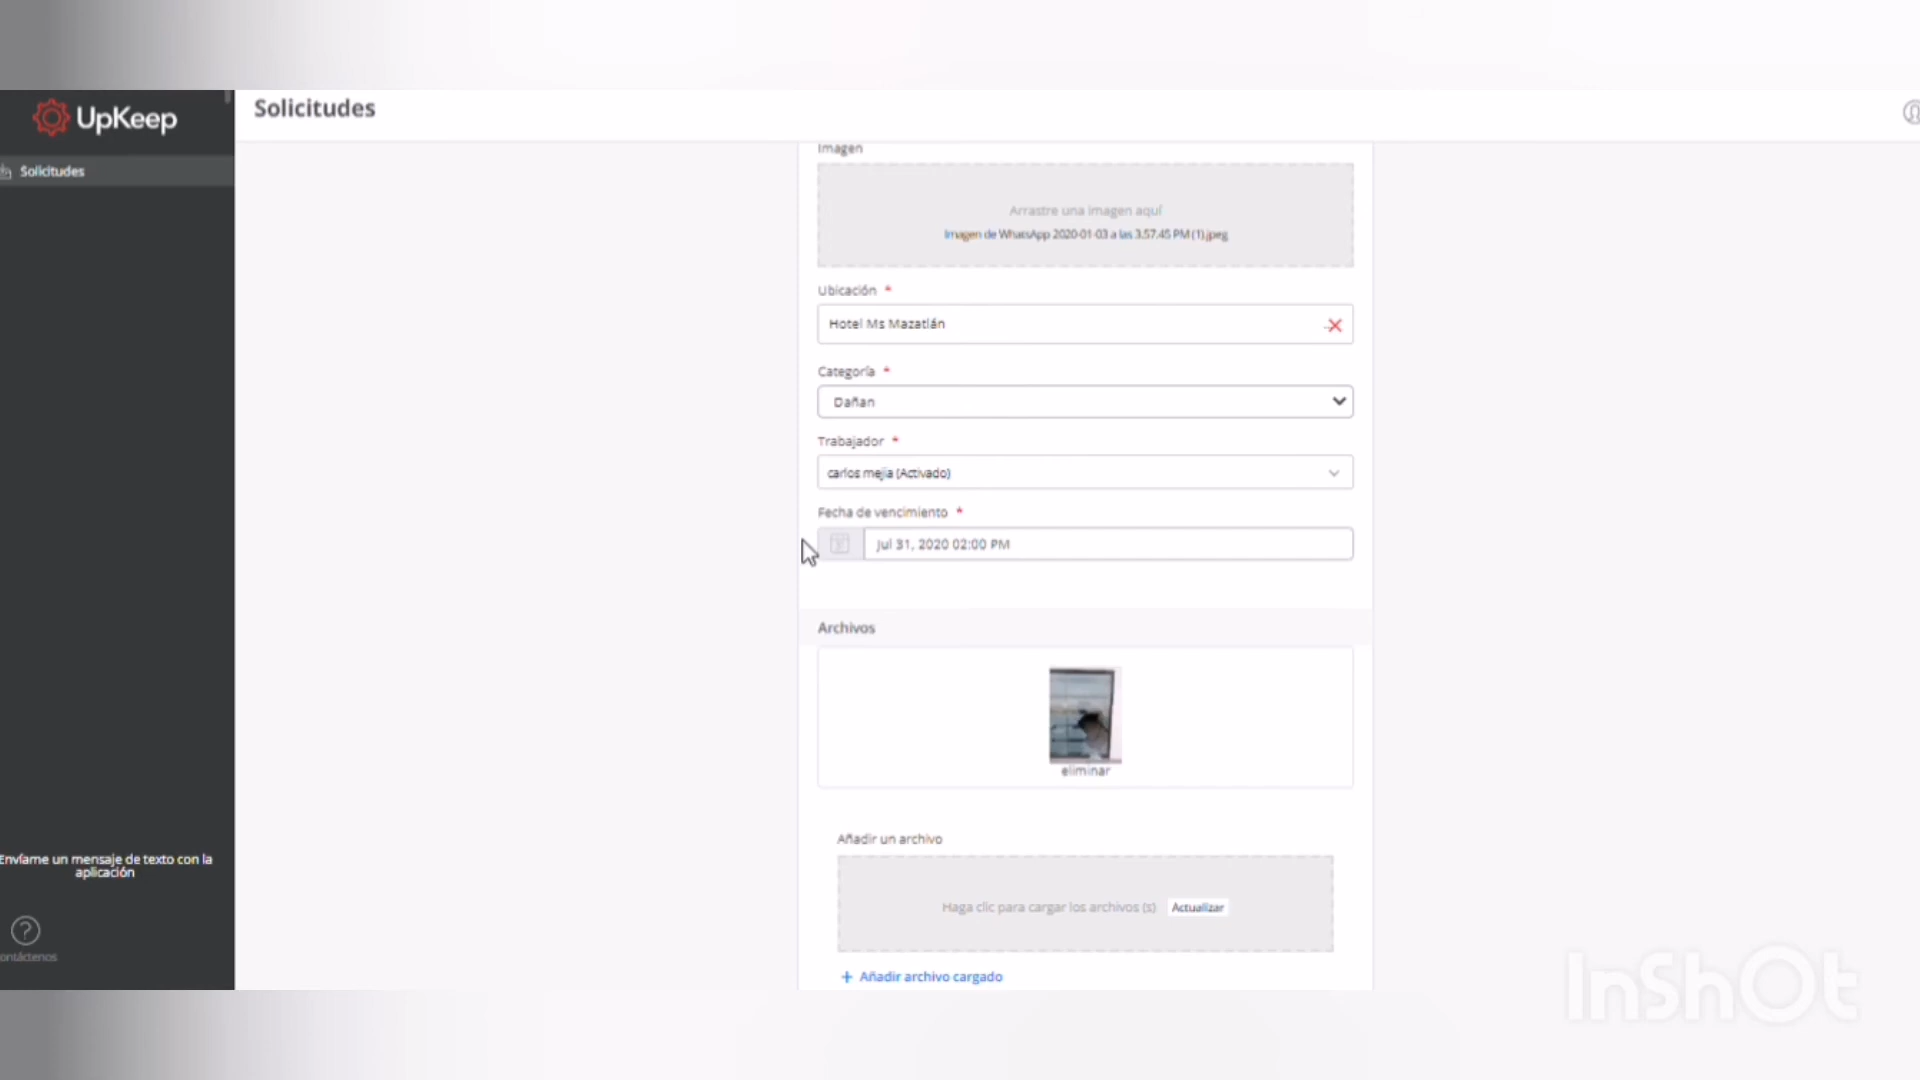 UpKeep
Solicitudes
Solicitudes
Imagen
Arrastre una imagen aquí
Imagen de WhatsApp 2020-01-03 a las 3.57.45 PM (1).jpeg
Ubicación *
Hotel Ms Mazatlán
Categoría *
Dañan
Trabajador *
carlos mejia (Activado)
Fecha de vencimiento *
Jul 31, 2020 02:00 PM
Archivos
eliminar
Añadir un archivo
Haga clic para cargar los archivos (s) Actualizar
+ Añadir archivo cargado
Envíame un mensaje de texto con la
aplicación
?
ontáctenos
InShOt